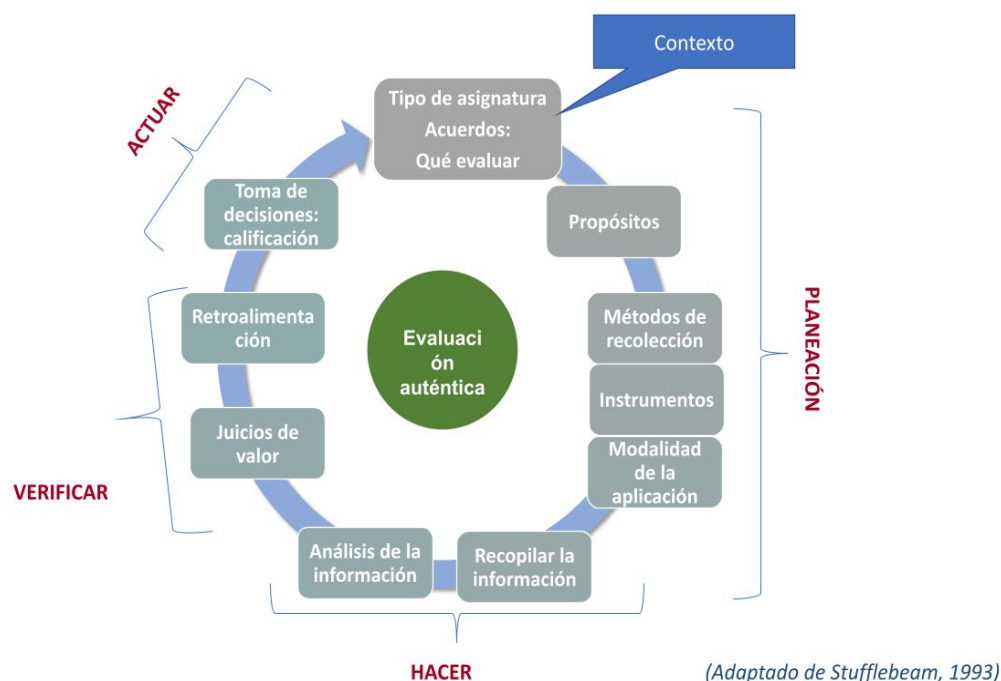 Contexto
Tipo de asignatura
Acuerdos:
Qué evaluar
Propósitos
Métodos de
recolección
Instrumentos
Modalidad
de la
aplicación
PLANEACIÓN
Recopilar la
información
Análisis de la
información
HACER
Juicios de
valor
Retroalimenta
ción
VERIFICAR
Toma de
decisiones:
calificación
ACTUAR
Evaluaci
ón
auténtica
(Adaptado de Stufflebeam, 1993)